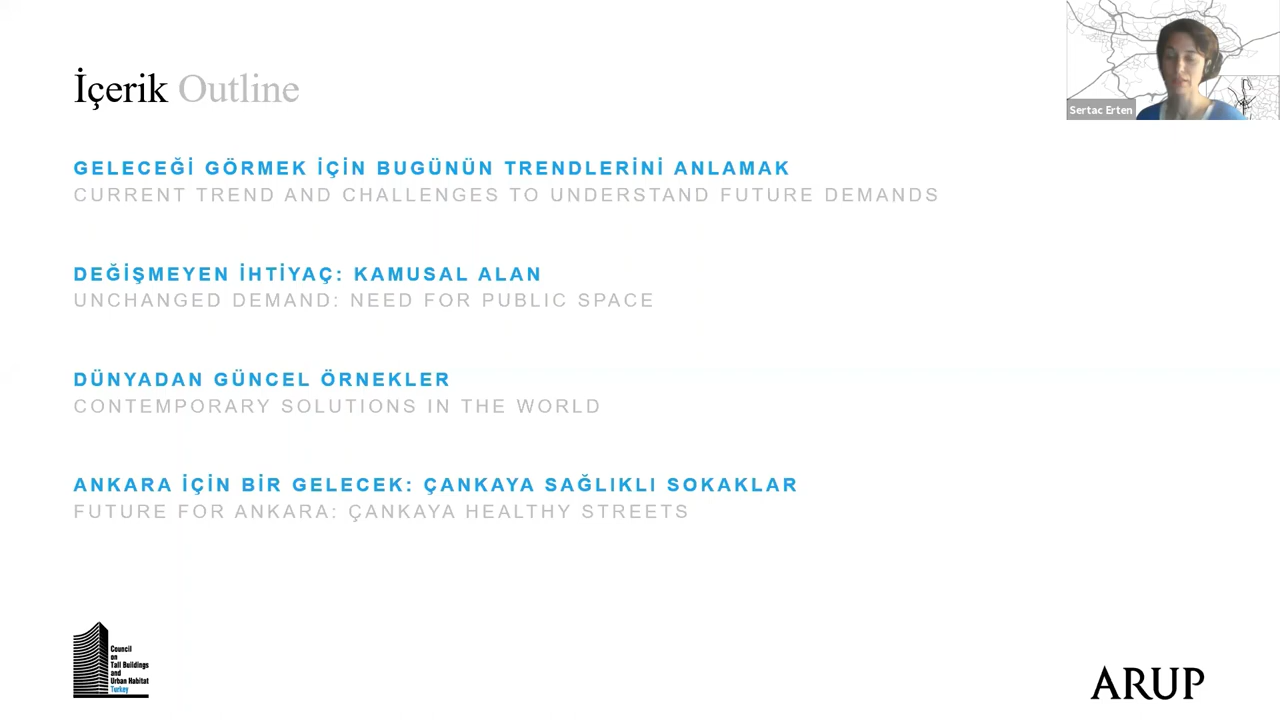 İçerik Outline
Sertac Erten
GELECEĞİ GÖRMEK İÇİN BUGÜNÜN TRENDLERİNİ ANLAMAK
CURRENT TREND AND CHALLENGES TO UNDERSTAND FUTURE DEMANDS
DEĞİŞMEYEN İHTİYAÇ: KAMUSAL ALAN
UNCHANGED DEMAND: NEED FOR PUBLIC SPACE
DÜNYADAN GÜNCEL ÖRNEKLER
CONTEMPORARY SOLUTIONS IN THE WORLD
ANKARA İÇİN BİR GELECEK: ÇANKAYA SAĞLIKLI SOKAKLAR
FUTURE FOR ANKARA: ÇANKAYA HEALTHY STREETS
Council
on
Tall Buildings
and
Urban Habitat
Turkey
ARUP